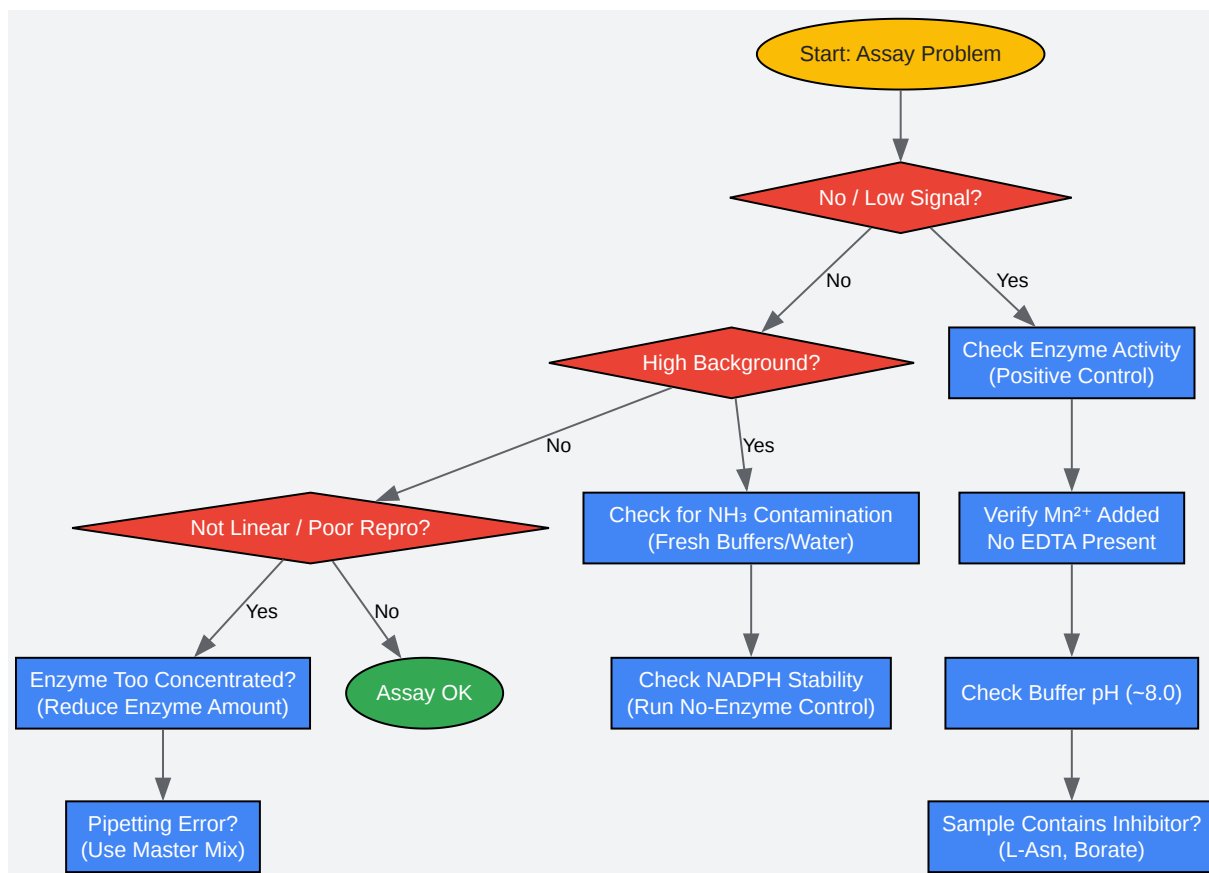 Start: Assay Problem
No / Low Signal?
No
Yes
High Background?
Check Enzyme Activity
(Positive Control)
No
Yes
Not Linear / Poor Repro?
Check for NH₃ Contamination
(Fresh Buffers/Water)
Verify Mn²⁺ Added
No EDTA Present
Yes
No
Enzyme Too Concentrated?
(Reduce Enzyme Amount)
Assay OK
Check NADPH Stability
(Run No-Enzyme Control)
Check Buffer pH (~8.0)
Pipetting Error?
(Use Master Mix)
Sample Contains Inhibitor?
(L-Asn, Borate)